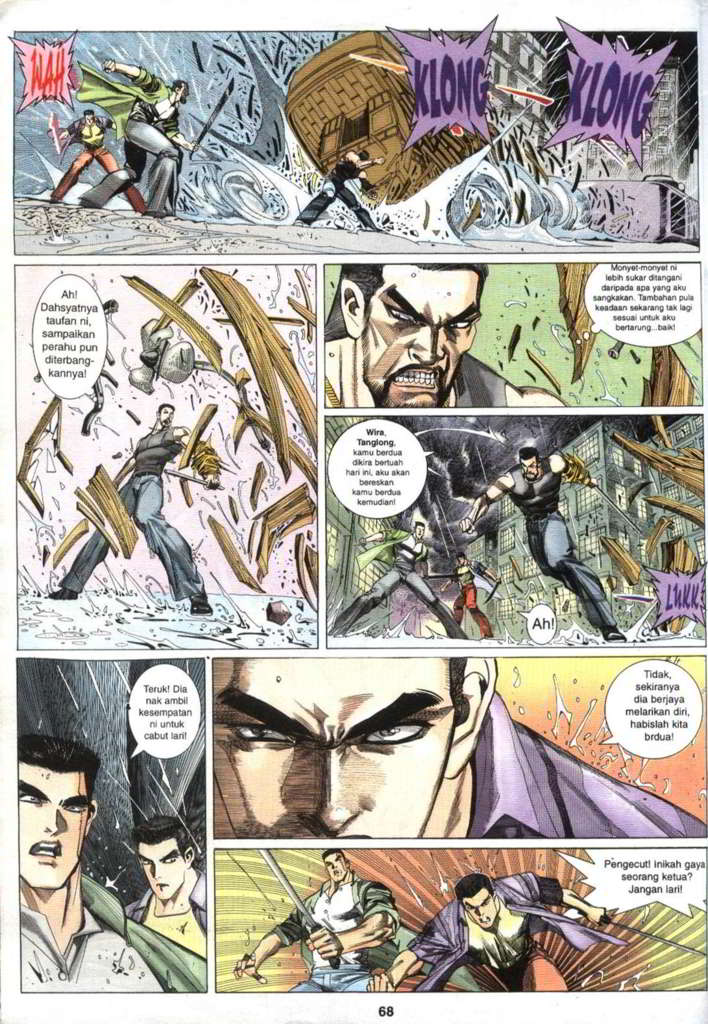 WAH
KLONG
KLONG
Ah!
Dahsyatnya
taufan ni,
sampaikan
perahu pun
diterbang-
kannya!
Monyet-monyet ni
lebih sukar ditangani
daripada apa yang aku
sangkakan. Tambahan pula
keadaan sekarang tak lagi
sesuai untuk aku
bertarung...baik!
Wira,
Tanglong,
kamu berdua
dikira bertuah
hari ini, aku akan
bereskan
kamu berdua
kemudian!
Ah!
Teruk! Dia
nak ambil
kesempatan
ni untuk
cabut lari!
Tidak,
sekiranya
dia berjaya
melarikan diri,
habislah kita
brdua!
Pengecut! Inikah gaya
seorang ketua?
Jangan lari!
68